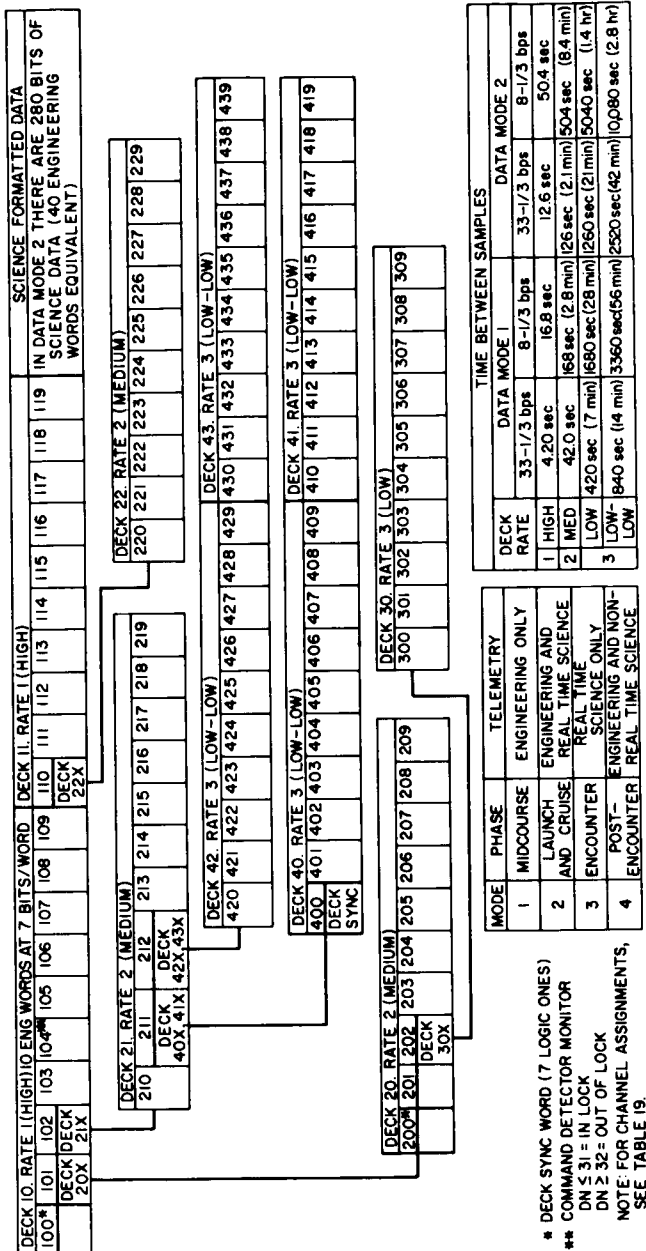 DECK 10. RATE 1 (HIGH) 10 ENG WORDS AT 7 BITS/WORD
100* 101 102 103 104** 105 106 107 108 109
DECK 20X DECK 21X
DECK 11. RATE 1 (HIGH)
110 111 112 113 114 115 116 117 118 119
DECK 22X
SCIENCE FORMATTED DATA
IN DATA MODE 2 THERE ARE 280 BITS OF
SCIENCE DATA (40 ENGINEERING
WORDS EQUIVALENT)
DECK 21. RATE 2 (MEDIUM)
210 211 212 213 214 215 216 217 218 219
DECK 40X, 41X DECK 42X, 43X
DECK 22. RATE 2 (MEDIUM)
220 221 222 223 224 225 226 227 228 229
DECK 42. RATE 3 (LOW-LOW)
420 421 422 423 424 425 426 427 428 429
DECK 43. RATE 3 (LOW-LOW)
430 431 432 433 434 435 436 437 438 439
DECK 40. RATE 3 (LOW-LOW)
400 401 402 403 404 405 406 407 408 409
DECK SYNC
DECK 41. RATE 3 (LOW-LOW)
410 411 412 413 414 415 416 417 418 419
DECK 20. RATE 2 (MEDIUM)
200* 201 202 203 204 205 206 207 208 209
DECK 30X
DECK 30. RATE 3 (LOW)
300 301 302 303 304 305 306 307 308 309
* DECK SYNC WORD (7 LOGIC ONES)
** COMMAND DETECTOR MONITOR
DN ≤ 31 = IN LOCK
DN ≥ 32 = OUT OF LOCK
NOTE: FOR CHANNEL ASSIGNMENTS,
SEE TABLE 19.
MODE PHASE TELEMETRY
1 MIDCOURSE ENGINEERING ONLY
2 LAUNCH AND CRUISE ENGINEERING AND REAL TIME SCIENCE
3 ENCOUNTER REAL TIME SCIENCE ONLY
4 POST-ENCOUNTER ENGINEERING AND NON-REAL TIME SCIENCE
TIME BETWEEN SAMPLES
DECK RATE DATA MODE 1 DATA MODE 2
33-1/3 bps 8-1/3 bps 33-1/3 bps 8-1/3 bps
1 HIGH 4.20 sec 16.8 sec 12.6 sec 50.4 sec
2 MED 42.0 sec 168 sec (2.8 min) 126 sec (2.1 min) 504 sec (8.4 min)
3 LOW 420 sec (7 min) 1680 sec (28 min) 1260 sec (21 min) 5040 sec (1.4 hr)
LOW-LOW 840 sec (14 min) 3360 sec (56 min) 2520 sec (42 min) 10,080 sec (2.8 hr)